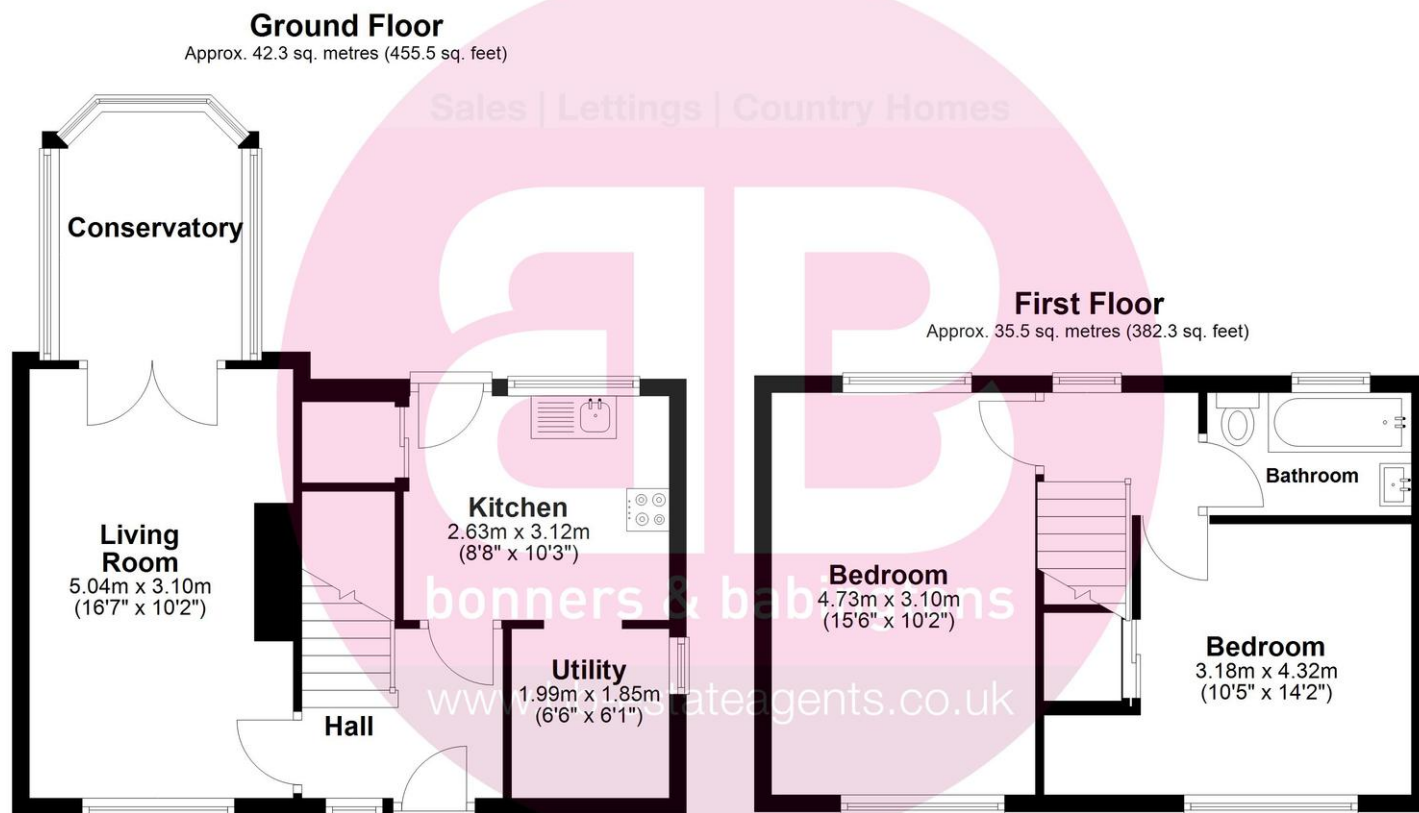 Ground Floor
Approx. 42.3 sq. metres (455.5 sq. feet)
Sales | Lettings | Country Homes
Conservatory
First Floor
Approx. 35.5 sq. metres (382.3 sq. feet)
Living
Room
5.04m x 3.10m
(16'7" x 10'2")
Kitchen
2.63m x 3.12m
(8'8" x 10'3")
Bathroom
Bedroom
4.73m x 3.10m
(15'6" x 10'2")
bonners & babingtons
Bedroom
3.18m x 4.32m
(10'5" x 14'2")
Utility
1.99m x 1.85m
(6'6" x 6'1")
Hall